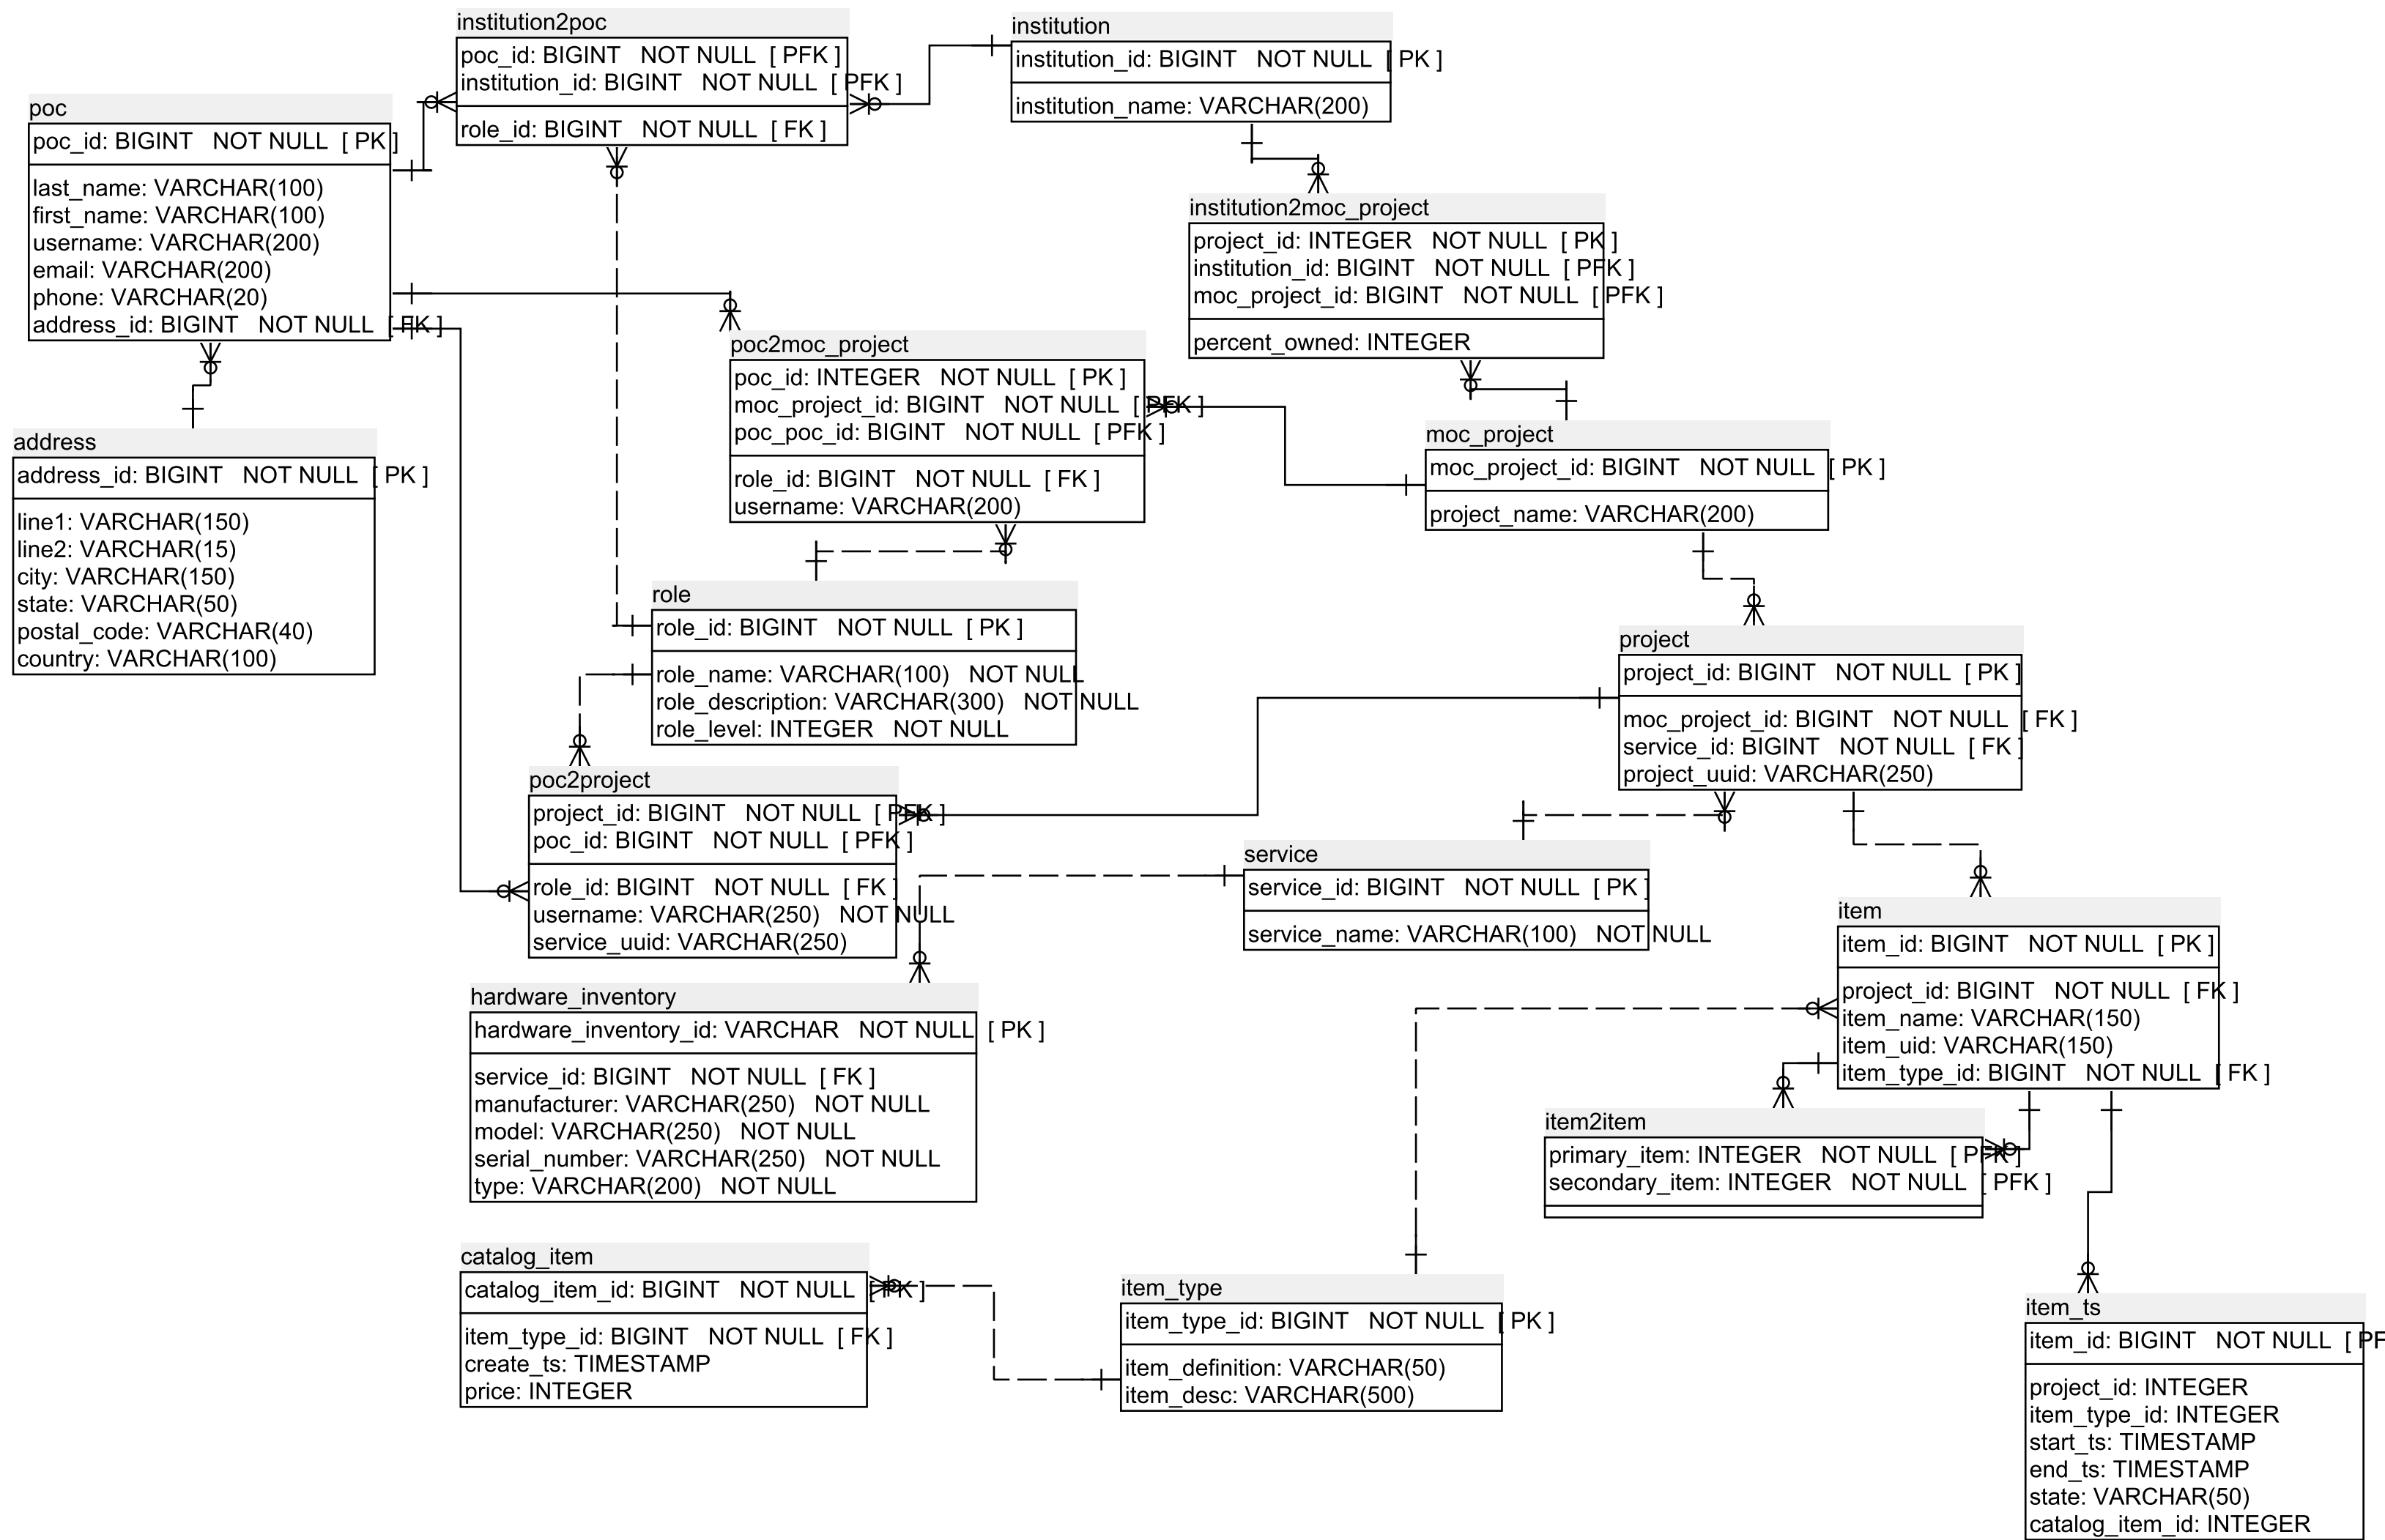 institution2poc
poc_id: BIGINT   NOT NULL  [ PFK ]
institution_id: BIGINT   NOT NULL  [ PFK ]
role_id: BIGINT   NOT NULL  [ FK ]
institution
institution_id: BIGINT   NOT NULL  [ PK ]
institution_name: VARCHAR(200)
poc
poc_id: BIGINT   NOT NULL  [ PK ]
last_name: VARCHAR(100)
first_name: VARCHAR(100)
username: VARCHAR(200)
email: VARCHAR(200)
phone: VARCHAR(20)
address_id: BIGINT   NOT NULL  [ FK ]
institution2moc_project
project_id: INTEGER   NOT NULL  [ PK ]
institution_id: BIGINT   NOT NULL  [ PFK ]
moc_project_id: BIGINT   NOT NULL  [ PFK ]
percent_owned: INTEGER
poc2moc_project
poc_id: INTEGER   NOT NULL  [ PK ]
moc_project_id: BIGINT   NOT NULL  [ PFK ]
poc_poc_id: BIGINT   NOT NULL  [ PFK ]
role_id: BIGINT   NOT NULL  [ FK ]
username: VARCHAR(200)
address
address_id: BIGINT   NOT NULL  [ PK ]
line1: VARCHAR(150)
line2: VARCHAR(15)
city: VARCHAR(150)
state: VARCHAR(50)
postal_code: VARCHAR(40)
country: VARCHAR(100)
moc_project
moc_project_id: BIGINT   NOT NULL  [ PK ]
project_name: VARCHAR(200)
role
role_id: BIGINT   NOT NULL  [ PK ]
role_name: VARCHAR(100)   NOT NULL
role_description: VARCHAR(300)   NOT NULL
role_level: INTEGER   NOT NULL
project
project_id: BIGINT   NOT NULL  [ PK ]
moc_project_id: BIGINT   NOT NULL  [ FK ]
service_id: BIGINT   NOT NULL  [ FK ]
project_uuid: VARCHAR(250)
poc2project
project_id: BIGINT   NOT NULL  [ PFK ]
poc_id: BIGINT   NOT NULL  [ PFK ]
role_id: BIGINT   NOT NULL  [ FK ]
username: VARCHAR(250)   NOT NULL
service_uuid: VARCHAR(250)
service
service_id: BIGINT   NOT NULL  [ PK ]
service_name: VARCHAR(100)   NOT NULL
item
item_id: BIGINT   NOT NULL  [ PK ]
project_id: BIGINT   NOT NULL  [ FK ]
item_name: VARCHAR(150)
item_uid: VARCHAR(150)
item_type_id: BIGINT   NOT NULL  [ FK ]
hardware_inventory
hardware_inventory_id: VARCHAR   NOT NULL  [ PK ]
service_id: BIGINT   NOT NULL  [ FK ]
manufacturer: VARCHAR(250)   NOT NULL
model: VARCHAR(250)   NOT NULL
serial_number: VARCHAR(250)   NOT NULL
type: VARCHAR(200)   NOT NULL
item2item
primary_item: INTEGER   NOT NULL  [ PFK ]
secondary_item: INTEGER   NOT NULL  [ PFK ]
catalog_item
catalog_item_id: BIGINT   NOT NULL  [ PK ]
item_type_id: BIGINT   NOT NULL  [ FK ]
create_ts: TIMESTAMP
price: INTEGER
item_type
item_type_id: BIGINT   NOT NULL  [ PK ]
item_definition: VARCHAR(50)
item_desc: VARCHAR(500)
item_ts
item_id: BIGINT   NOT NULL  [ PF
project_id: INTEGER
item_type_id: INTEGER
start_ts: TIMESTAMP
end_ts: TIMESTAMP
state: VARCHAR(50)
catalog_item_id: INTEGER